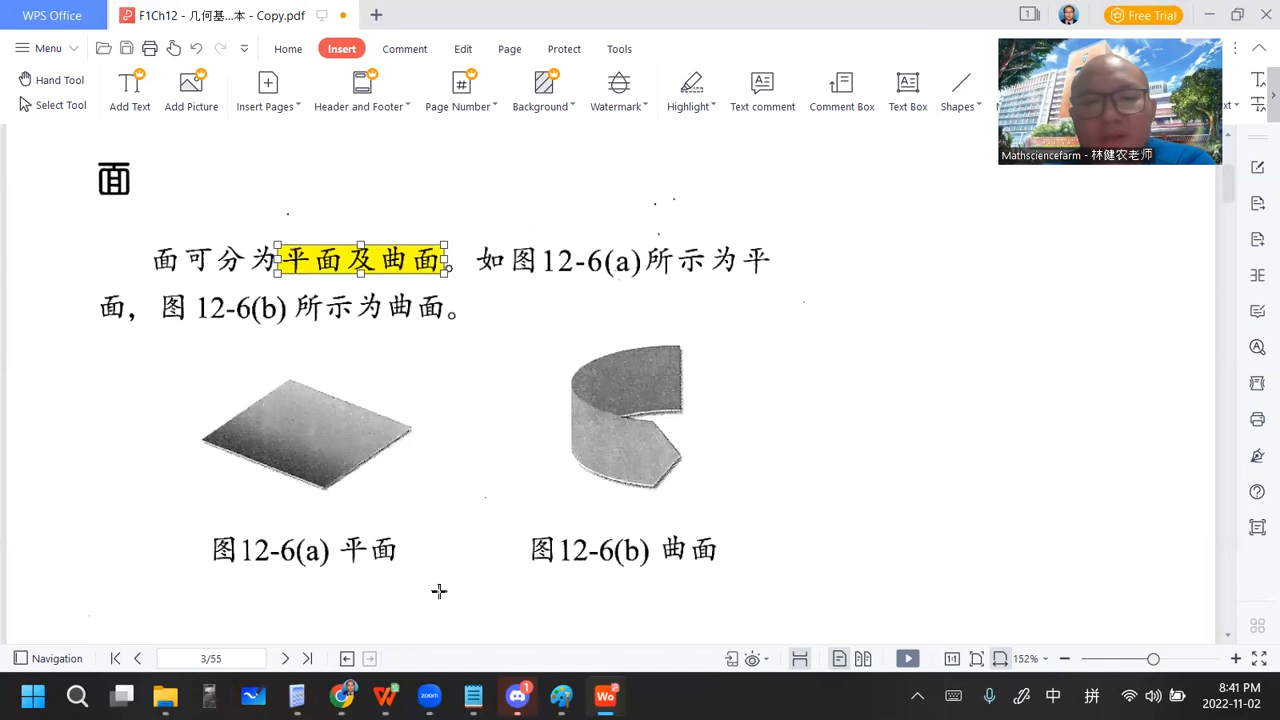 WPS Office
F1Ch12 - 几何基...本 - Copy.pdf
1
Free Trial
Menu
Home
Insert
Comment
Edit
Page
Protect
Tools
Hand Tool
Select Tool
Add Text
Add Picture
Insert Pages
Header and Footer
Page Number
Background
Watermark
Highlight
Text comment
Comment Box
Text Box
Shapes
Mathsciencefarm - 林健农老师
面
面可分为平面及曲面。如图12-6(a)所示为平
面，图 12-6(b) 所示为曲面。
图12-6(a) 平面
图12-6(b) 曲面
Navigation
3/55
152%
zoom
1
Wo
中
拼
8:41 PM
2022-11-02